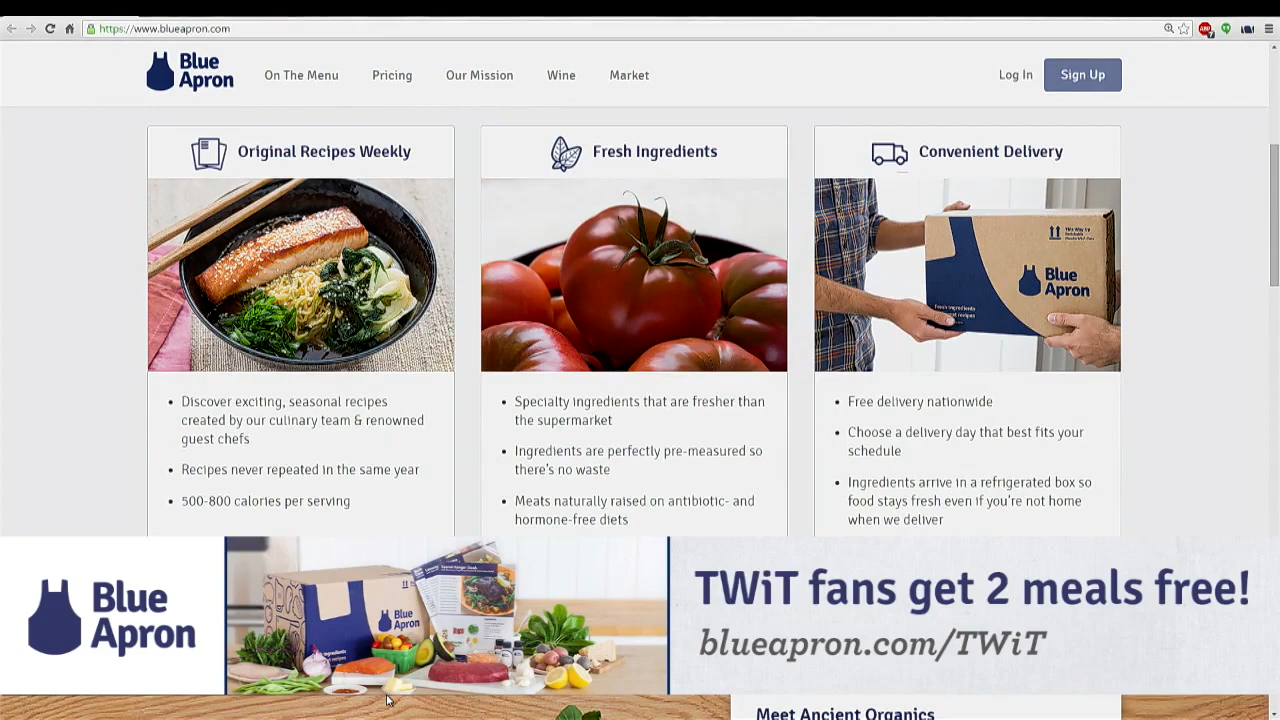 https://www.blueapron.com
Blue
Apron
On The Menu
Pricing
Our Mission
Wine
Market
Log In
Sign Up
Original Recipes Weekly
Discover exciting, seasonal recipes
created by our culinary team & renowned
guest chefs
Recipes never repeated in the same year
500-800 calories per serving
Fresh Ingredients
Specialty ingredients that are fresher than
the supermarket
Ingredients are perfectly pre-measured so
there's no waste
Meats naturally raised on antibiotic- and
hormone-free diets
Convenient Delivery
This Way Up
Blue
Apron
Free delivery nationwide
Choose a delivery day that best fits your
schedule
Ingredients arrive in a refrigerated box so
food stays fresh even if you're not home
when we deliver
Blue
Apron
Blue
Apron
TWiT fans get 2 meals free!
blueapron.com/TWiT
Meet Ancient Organics